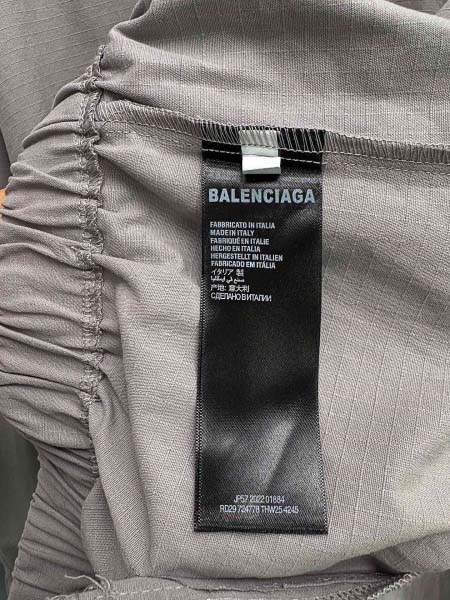 BALENCIAGA
FABBRICATO IN ITALIA
MADE IN ITALY
FABRIQUÉ EN ITALIE
HECHO EN ITALIA
HERGESTELLT IN ITALIEN
FABRICADO EM ITÁLIA
イタリア 製
صنع في إيطاليا
产地: 意大利
СДЕЛАНО В ИТАЛИИ
JP57 2022 01884
RD29 724778 THW25 4245